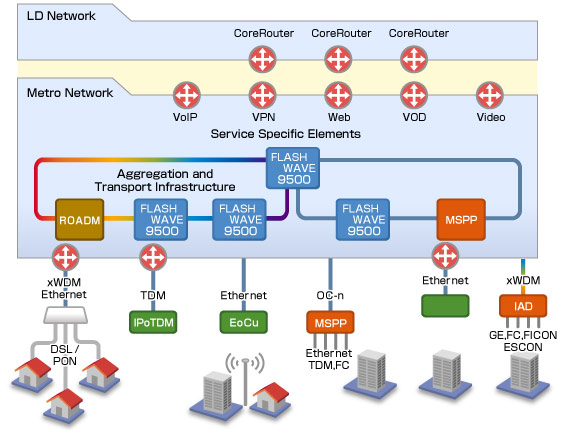 LD Network
CoreRouter
CoreRouter
CoreRouter
Metro Network
VoIP
VPN
Web
VOD
Video
Service Specific Elements
Aggregation and
Transport Infrastructure
FLASH
WAVE
9500
ROADM
FLASH
WAVE
9500
FLASH
WAVE
9500
FLASH
WAVE
9500
MSPP
xWDM
Ethernet
TDM
Ethernet
OC-n
Ethernet
xWDM
DSL /
PON
IPoTDM
EoCu
MSPP
IAD
Ethernet
TDM,FC
GE,FC,FICON
ESCON